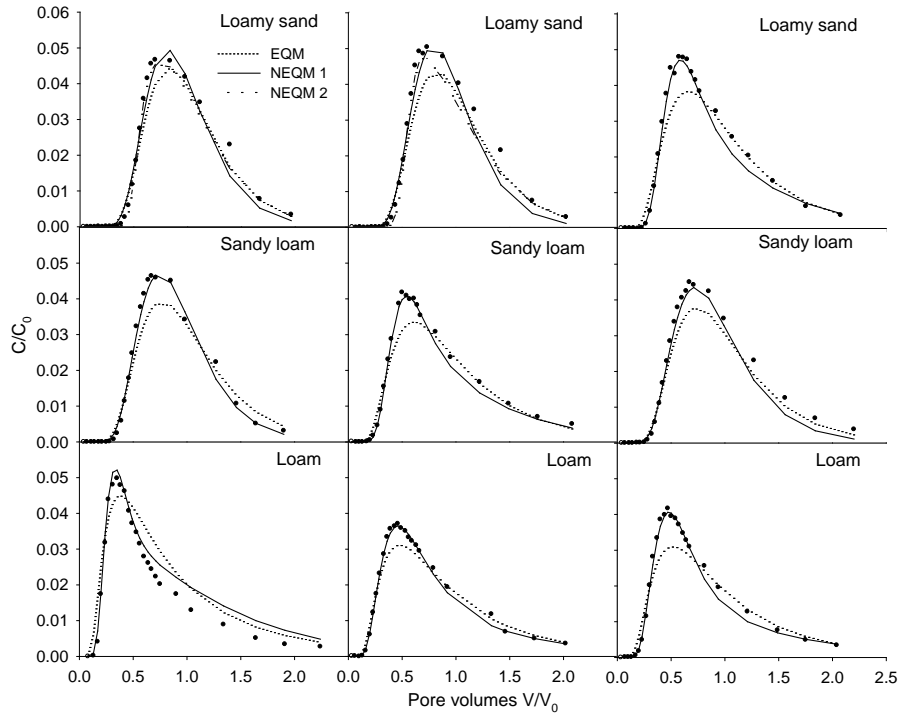 Loamy sand
Loamy sand
Loamy sand
EQM
NEQM 1
NEQM 2
0.06
0.05
0.04
0.03
0.02
0.01
0.00
Sandy loam
Sandy loam
Sandy loam
0.05
0.04
0.03
0.02
0.01
0.00
C/C0
Loam
Loam
Loam
0.05
0.04
0.03
0.02
0.01
0.00
0.0 0.5 1.0 1.5 2.0 0.0 0.5 1.0 1.5 2.0 0.0 0.5 1.0 1.5 2.0 2.5
Pore volumes V/V0